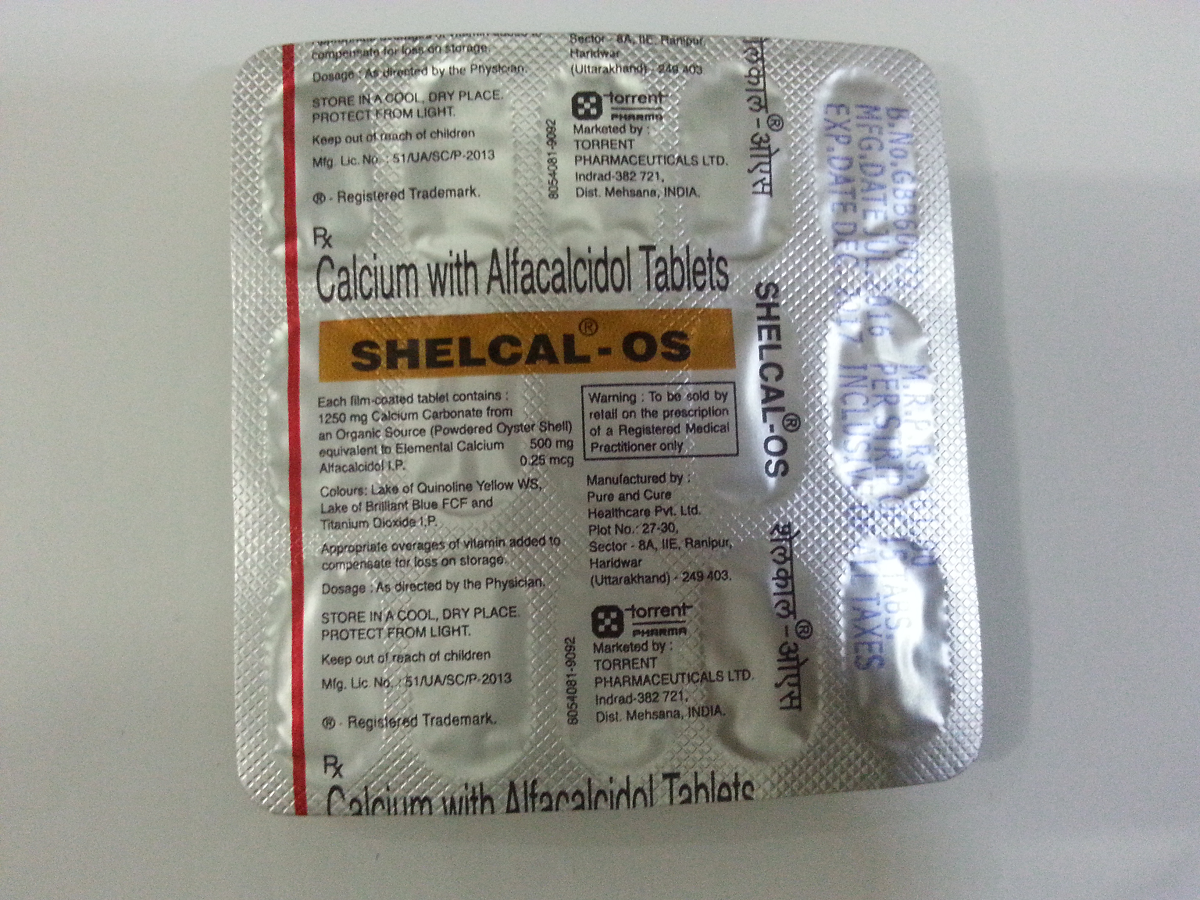 compensate for loss on storage.
Dosage : As directed by the Physician.
STORE IN A COOL, DRY PLACE.
PROTECT FROM LIGHT.
Keep out of reach of children
Mfg. Lic. No. : 51/UA/SC/P-2013
® - Registered Trademark.
Sector - 8A, IIE, Ranipur,
Haridwar
(Uttarakhand) - 249 403
torrent
PHARMA
Marketed by :
TORRENT
PHARMACEUTICALS LTD.
Indrad-382 721,
Dist. Mehsana, INDIA.
8054081-9092
Rx
Calcium with Alfacalcidol Tablets
SHELCAL® - OS
Each film-coated tablet contains :
1250 mg Calcium Carbonate from
an Organic Source (Powdered Oyster Shell)
equivalent to Elemental Calcium 500 mg
Alfacalcidol I.P. 0.25 mcg
Colours: Lake of Quinoline Yellow WS,
Lake of Brilliant Blue FCF and
Titanium Dioxide I.P.
Appropriate overages of vitamin added to
compensate for loss on storage.
Dosage : As directed by the Physician.
STORE IN A COOL, DRY PLACE.
PROTECT FROM LIGHT.
Keep out of reach of children
Mfg. Lic. No. : 51/UA/SC/P-2013
® - Registered Trademark.
Warning : To be sold by
retail on the prescription
of a Registered Medical
Practitioner only
Manufactured by :
Pure and Cure
Healthcare Pvt. Ltd.
Plot No.: 27-30,
Sector - 8A, IIE, Ranipur,
Haridwar
(Uttarakhand) - 249 403.
torrent
PHARMA
Marketed by :
TORRENT
PHARMACEUTICALS LTD.
Indrad-382 721,
Dist. Mehsana, INDIA.
8054081-9092
Rx
Calcium with Alfacalcidol Tablets
®-ओएस
SHELCAL®-OS
शेलकाल®-ओएस
B.No. M.R.P. Rs.
MFG.DATE PER
EXP.DATE DEC. TAXES